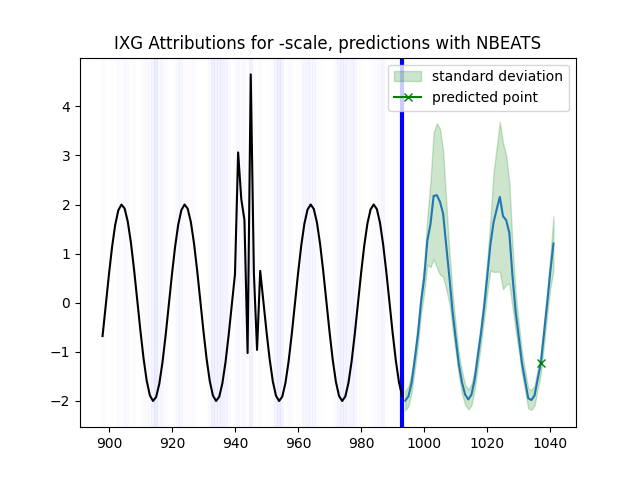 IXG Attributions for -scale, predictions with NBEATS
standard deviation
predicted point
4
3
2
1
0
−1
−2
900 920 940 960 980 1000 1020 1040